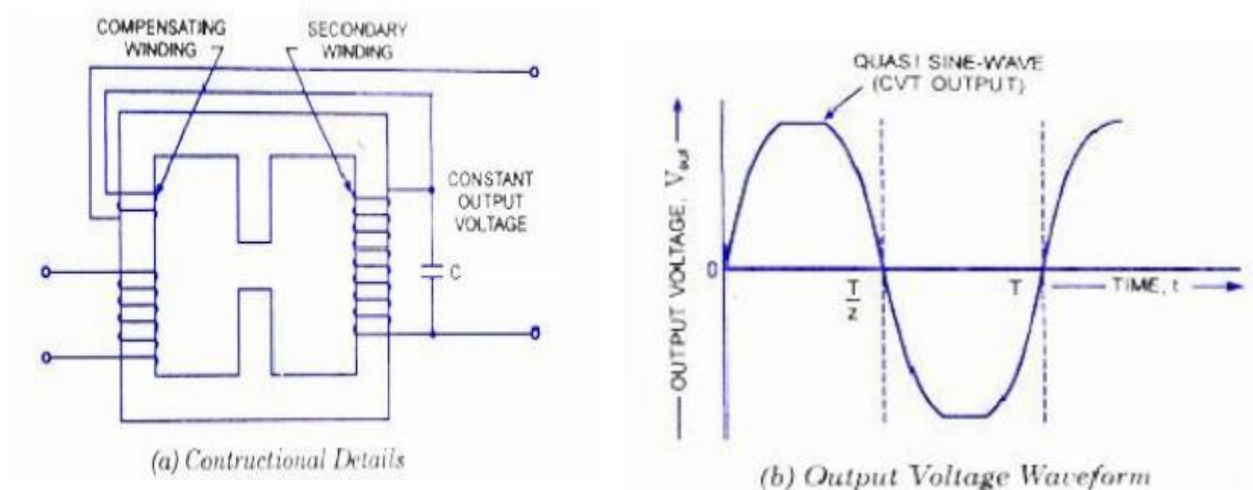 COMPENSATING
WINDING
SECONDARY
WINDING
CONSTANT
OUTPUT
VOLTAGE
C
(a) Contructional Details
QUASI SINE-WAVE
(CVT OUTPUT)
OUTPUT VOLTAGE, Vout
0
T
z
T
TIME, t
(b) Output Voltage Waveform